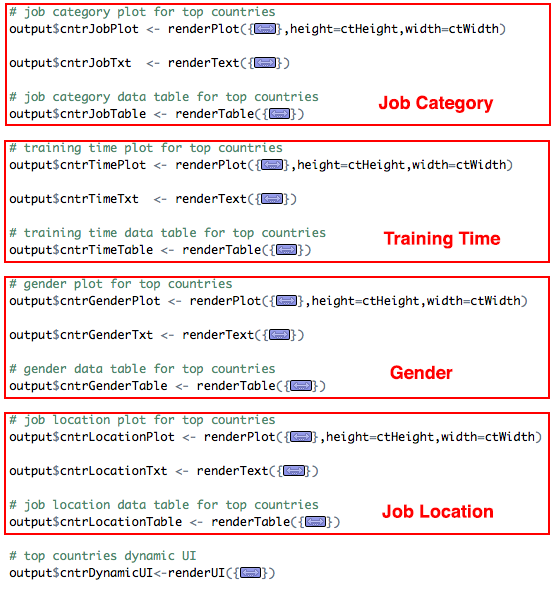 # job category plot for top countries
output$cntrJobPlot <- renderPlot({},height=ctHeight,width=ctWidth)
output$cntrJobTxt  <- renderText({})
# job category data table for top countries
output$cntrJobTable <- renderTable({})
Job Category
# training time plot for top countries
output$cntrTimePlot <- renderPlot({},height=ctHeight,width=ctWidth)
output$cntrTimeTxt  <- renderText({})
# training time data table for top countries
output$cntrTimeTable <- renderTable({})
Training Time
# gender plot for top countries
output$cntrGenderPlot <- renderPlot({},height=ctHeight,width=ctWidth)
output$cntrGenderTxt <- renderText({})
# gender data table for top countries
output$cntrGenderTable <- renderTable({})
Gender
# job location plot for top countries
output$cntrLocationPlot <- renderPlot({},height=ctHeight,width=ctWidth)
output$cntrLocationTxt <- renderText({})
# job location data table for top countries
output$cntrLocationTable <- renderTable({})
Job Location
# top countries dynamic UI
output$cntrDynamicUI<-renderUI({})